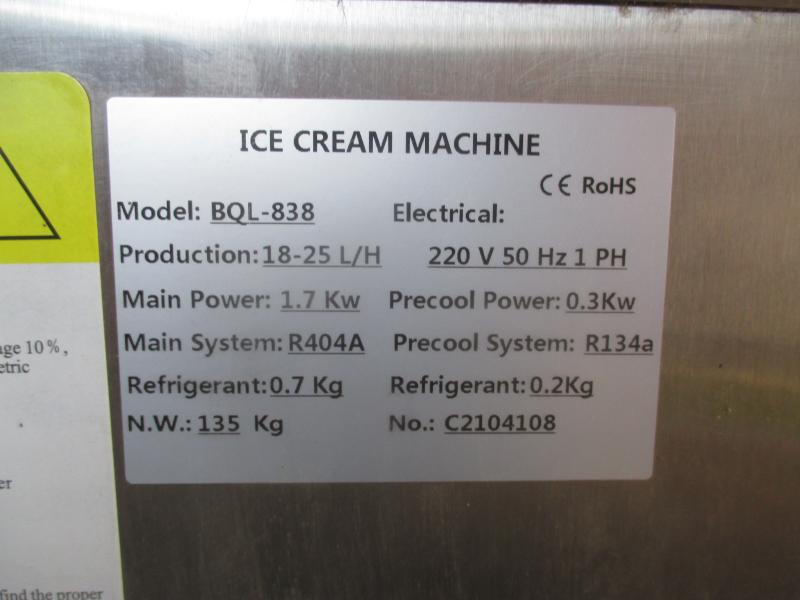 ICE CREAM MACHINE
CE RoHS
Model: BQL-838 Electrical:
Production: 18-25 L/H 220 V 50 Hz 1 PH
Main Power: 1.7 Kw Precool Power: 0.3Kw
Main System: R404A Precool System: R134a
Refrigerant: 0.7 Kg Refrigerant: 0.2Kg
N.W.: 135 Kg No.: C2104108
age 10%,
etric
er
find the proper